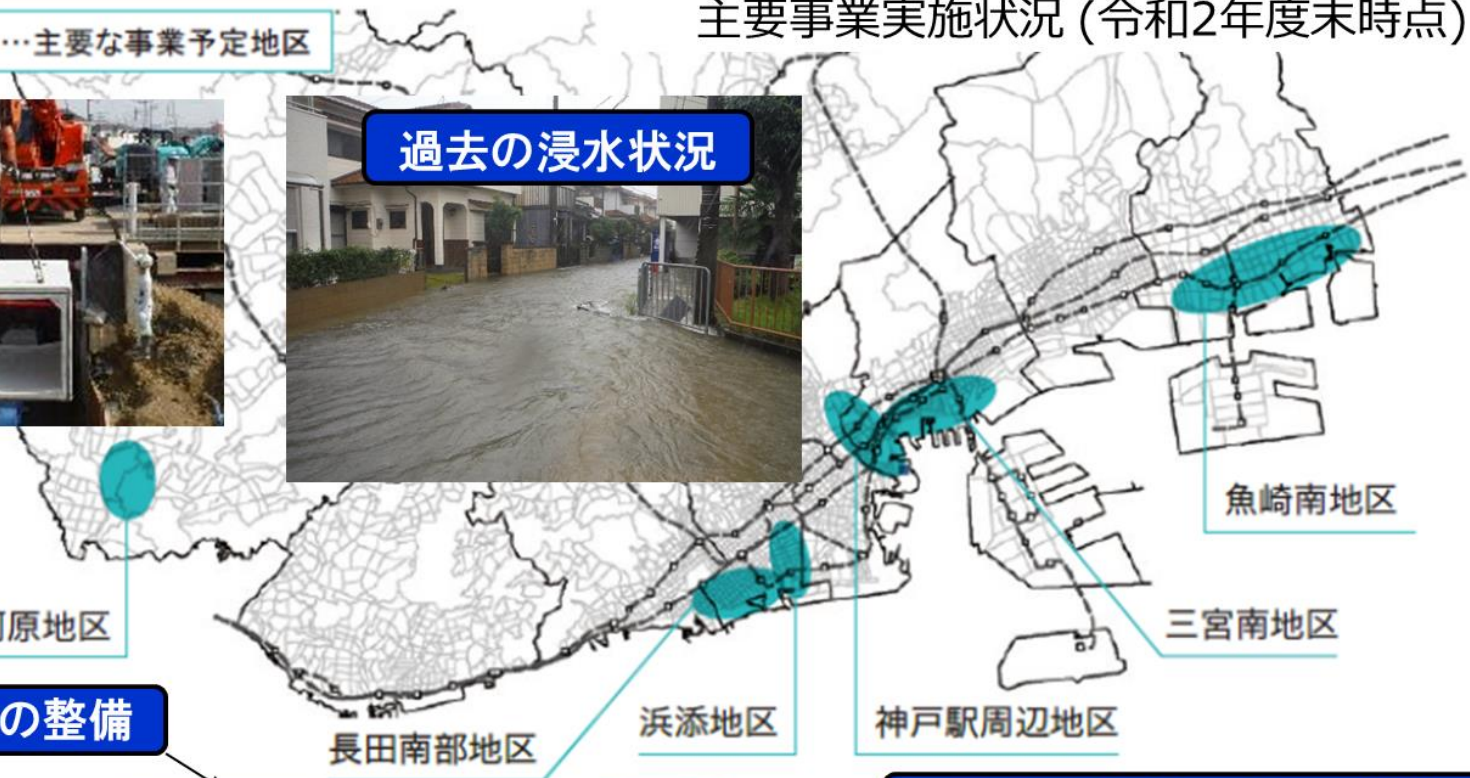 主要事業実施状況 (令和2年度末時点)
…主要な事業予定地区
過去の浸水状況
魚崎南地区
三宮南地区
原地区
浜添地区
神戸駅周辺地区
の整備
長田南部地区